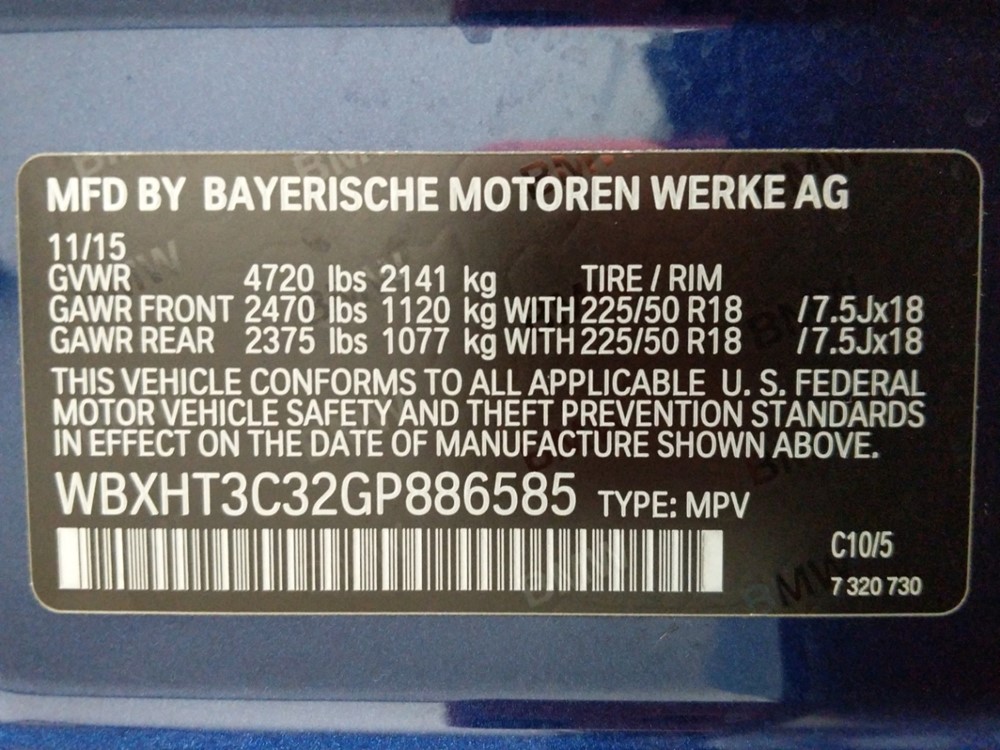 MFD BY BAYERISCHE MOTOREN WERKE AG
11/15
GVWR 4720 lbs 2141 kg TIRE / RIM
GAWR FRONT 2470 lbs 1120 kg WITH 225/50 R18 /7.5Jx18
GAWR REAR 2375 lbs 1077 kg WITH 225/50 R18 /7.5Jx18
THIS VEHICLE CONFORMS TO ALL APPLICABLE U. S. FEDERAL
MOTOR VEHICLE SAFETY AND THEFT PREVENTION STANDARDS
IN EFFECT ON THE DATE OF MANUFACTURE SHOWN ABOVE.
WBXHT3C32GP886585 TYPE: MPV
C10/5
7 320 730